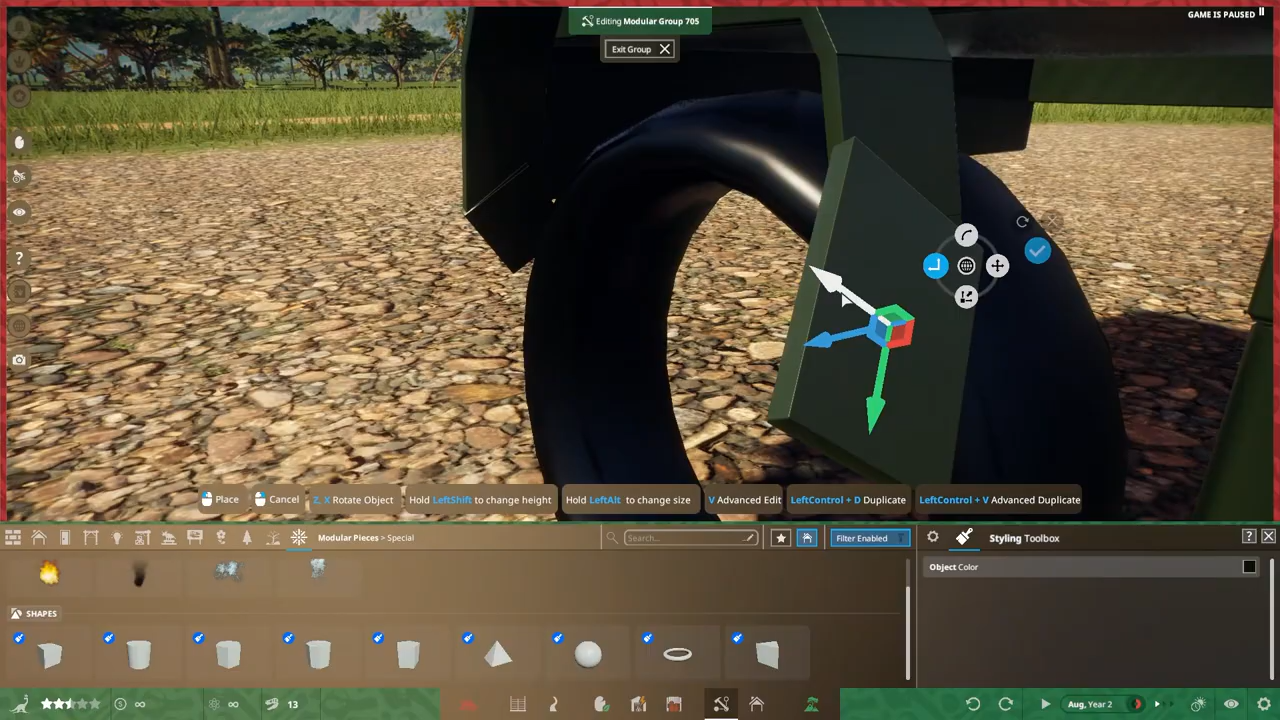 Editing Modular Group 705
GAME IS PAUSED
Exit Group
Place
Cancel
Z, X Rotate Object
Hold LeftShift to change height
Hold LeftAlt to change size
V Advanced Edit
LeftControl + D Duplicate
LeftControl + V Advanced Duplicate
Modular Pieces > Special
Search...
Filter Enabled
Styling Toolbox
?
Object Color
SHAPES
?
13
Aug, Year 2